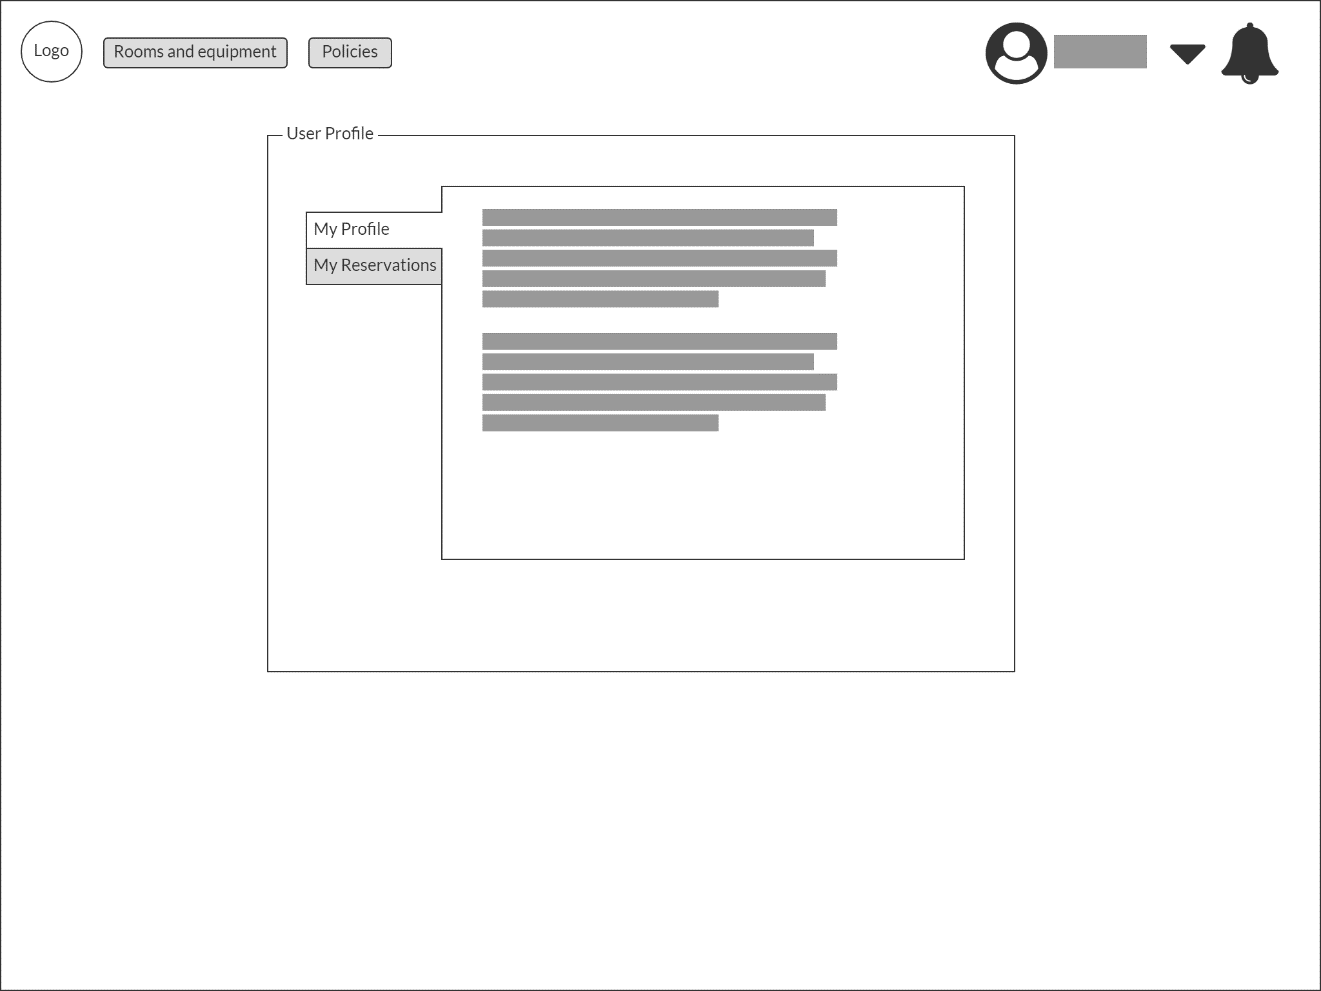 Logo
Rooms and equipment
Policies
User Profile
My Profile
My Reservations